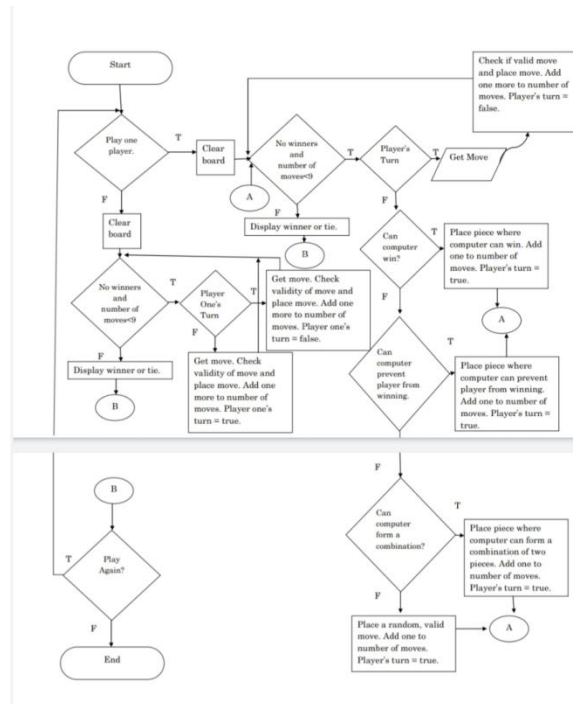 Start
Check if valid move
and place move. Add
one more to number of
moves. Player's turn =
false.
Play one
player.
T
Clear
board
No winners
and
number of
moves<9
T
Player's
Turn
T
Get Move
A
F
F
F
Clear
board
Display winner or tie.
B
Can
computer
win?
T
Place piece where
computer can win. Add
one to number of
moves. Player's turn =
true.
No winners
and
number of
moves<9
T
Player
One's
Turn
T
Get move. Check
validity of move and
place move. Add one
more to number of
moves. Player one's
turn = false.
F
A
F
F
Display winner or tie.
B
Get move. Check
validity of move and
place move. Add one
more to number of
moves. Player one's
turn = true.
Can
computer
prevent
player from
winning.
T
Place piece where
computer can prevent
player from winning.
Add one to number of
moves. Player's turn =
true.
F
B
T
Play
Again?
F
End
Can
computer
form a
combination?
T
Place piece where
computer can form a
combination of two
pieces. Add one to
number of moves.
Player's turn = true.
F
Place a random, valid
move. Add one to
number of moves.
Player's turn = true.
A